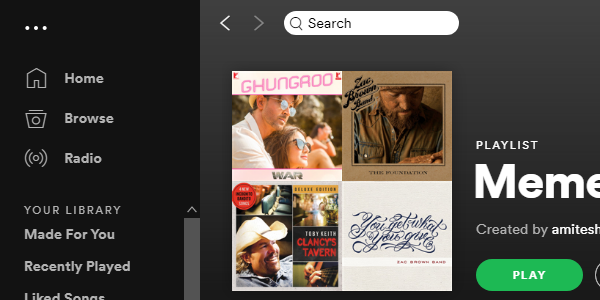 Search
Home
Browse
Radio
YOUR LIBRARY
Made For You
Recently Played
Liked Songs
GHUNGROO
WAR
Zac
Brown
Band
THE FOUNDATION
DELUXE EDITION
TOBY KEITH
CLANCY'S
TAVERN
You get what
You give
ZAC BROWN BAND
PLAYLIST
Meme
Created by amitesh
PLAY